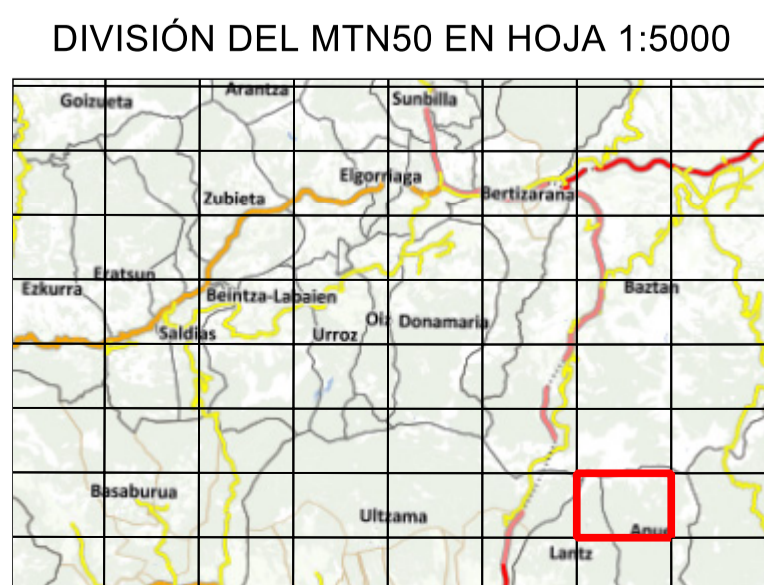 DIVISIÓN DEL MTN50 EN HOJA 1:5000
Goizueta
Arantza
Sunbilla
Elgorriaga
Zubieta
Bertizarana
Eratsun
Ezkurra
Beintza-Labaien
Baztan
Saldias
Urroz
Oiz
Donamaria
Basaburua
Ultzama
Anue
Lantz